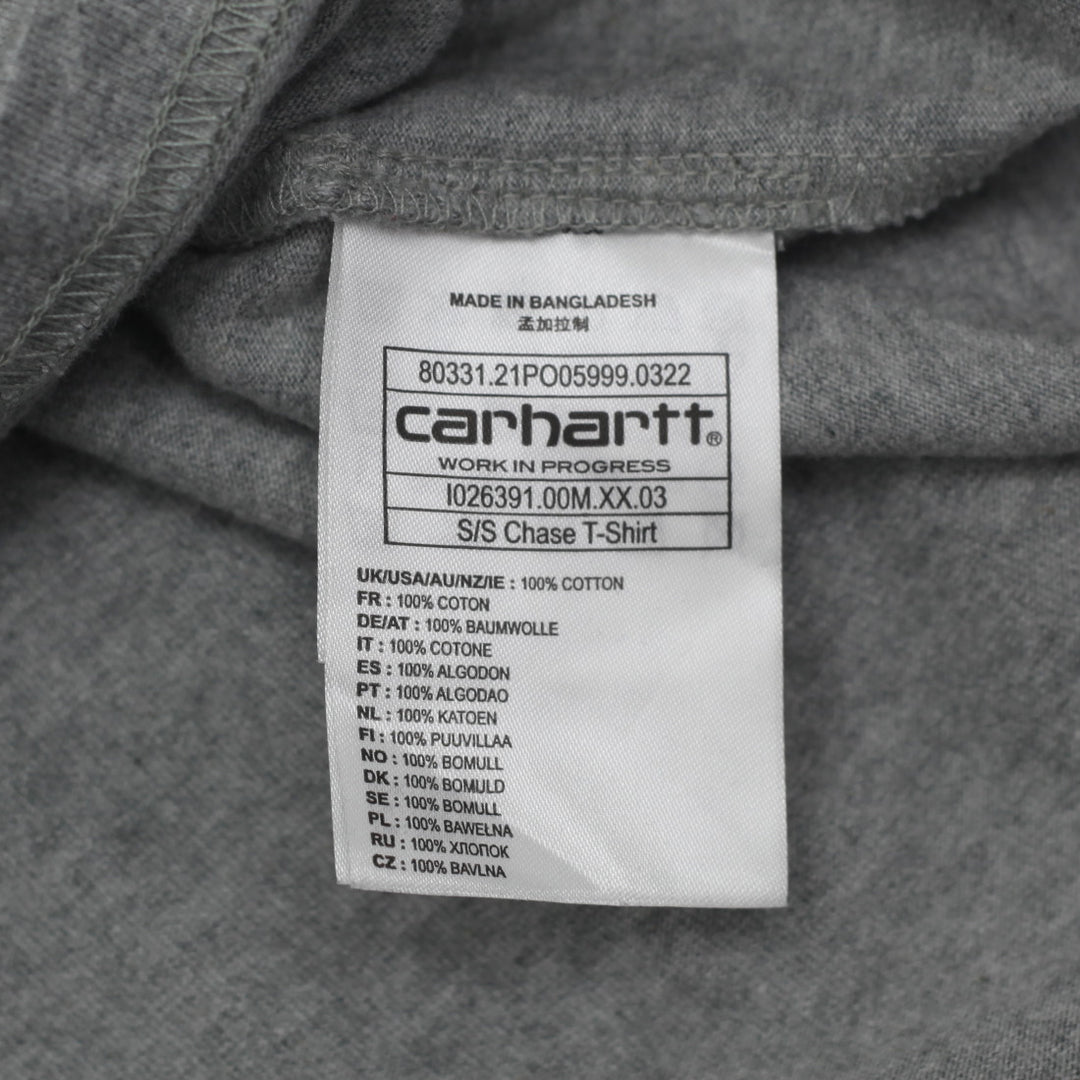 MADE IN BANGLADESH
孟加拉制
80331.21PO05999.0322
carhartt®
WORK IN PROGRESS
I026391.00M.XX.03
S/S Chase T-Shirt
UK/USA/AU/NZ/IE : 100% COTTON
FR : 100% COTON
DE/AT : 100% BAUMWOLLE
IT : 100% COTONE
ES : 100% ALGODON
PT : 100% ALGODAO
NL : 100% KATOEN
FI : 100% PUUVILLAA
NO : 100% BOMULL
DK : 100% BOMULD
SE : 100% BOMULL
PL : 100% BAWEŁNA
RU : 100% ХЛОПОК
CZ : 100% BAVLNA